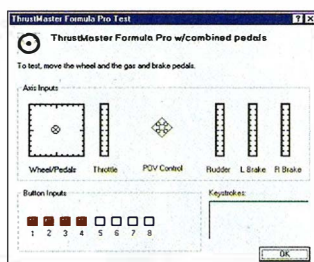 ThrustMaster Formula Pro Test
ThrustMaster Formula Pro w/combined pedals
To test, move the wheel and the gas and brake pedals.
Axis Inputs
Wheel/Pedals Throttle POV Control Rudder L Brake R Brake
Button Inputs
Keystrokes:
1 2 3 4 5 6 7 8
OK